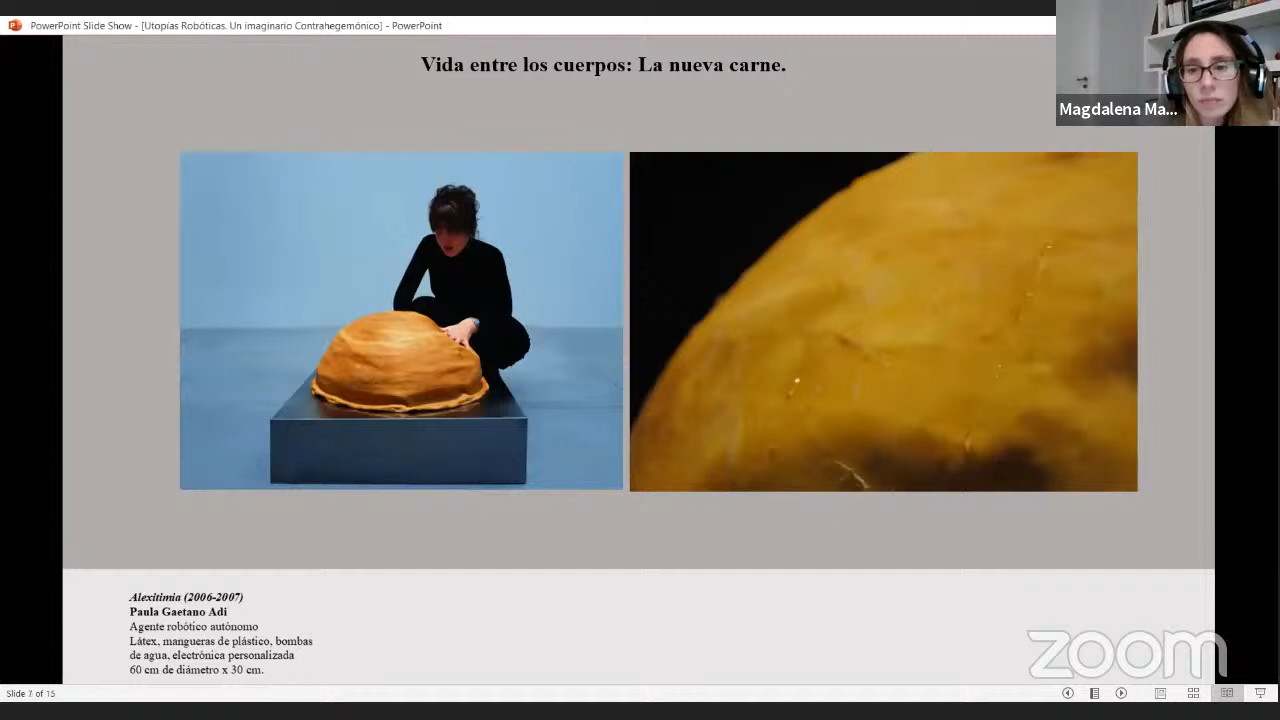 PowerPoint Slide Show - [Utopías Robóticas. Un imaginario Contrahegemónico] - PowerPoint
Magdalena Ma...
Vida entre los cuerpos: La nueva carne.
Alexitimia (2006-2007)
Paula Gaetano Adi
Agente robótico autónomo
Látex, mangueras de plástico, bombas
de agua, electrónica personalizada
60 cm de diámetro x 30 cm.
zoom
Slide 7 of 15